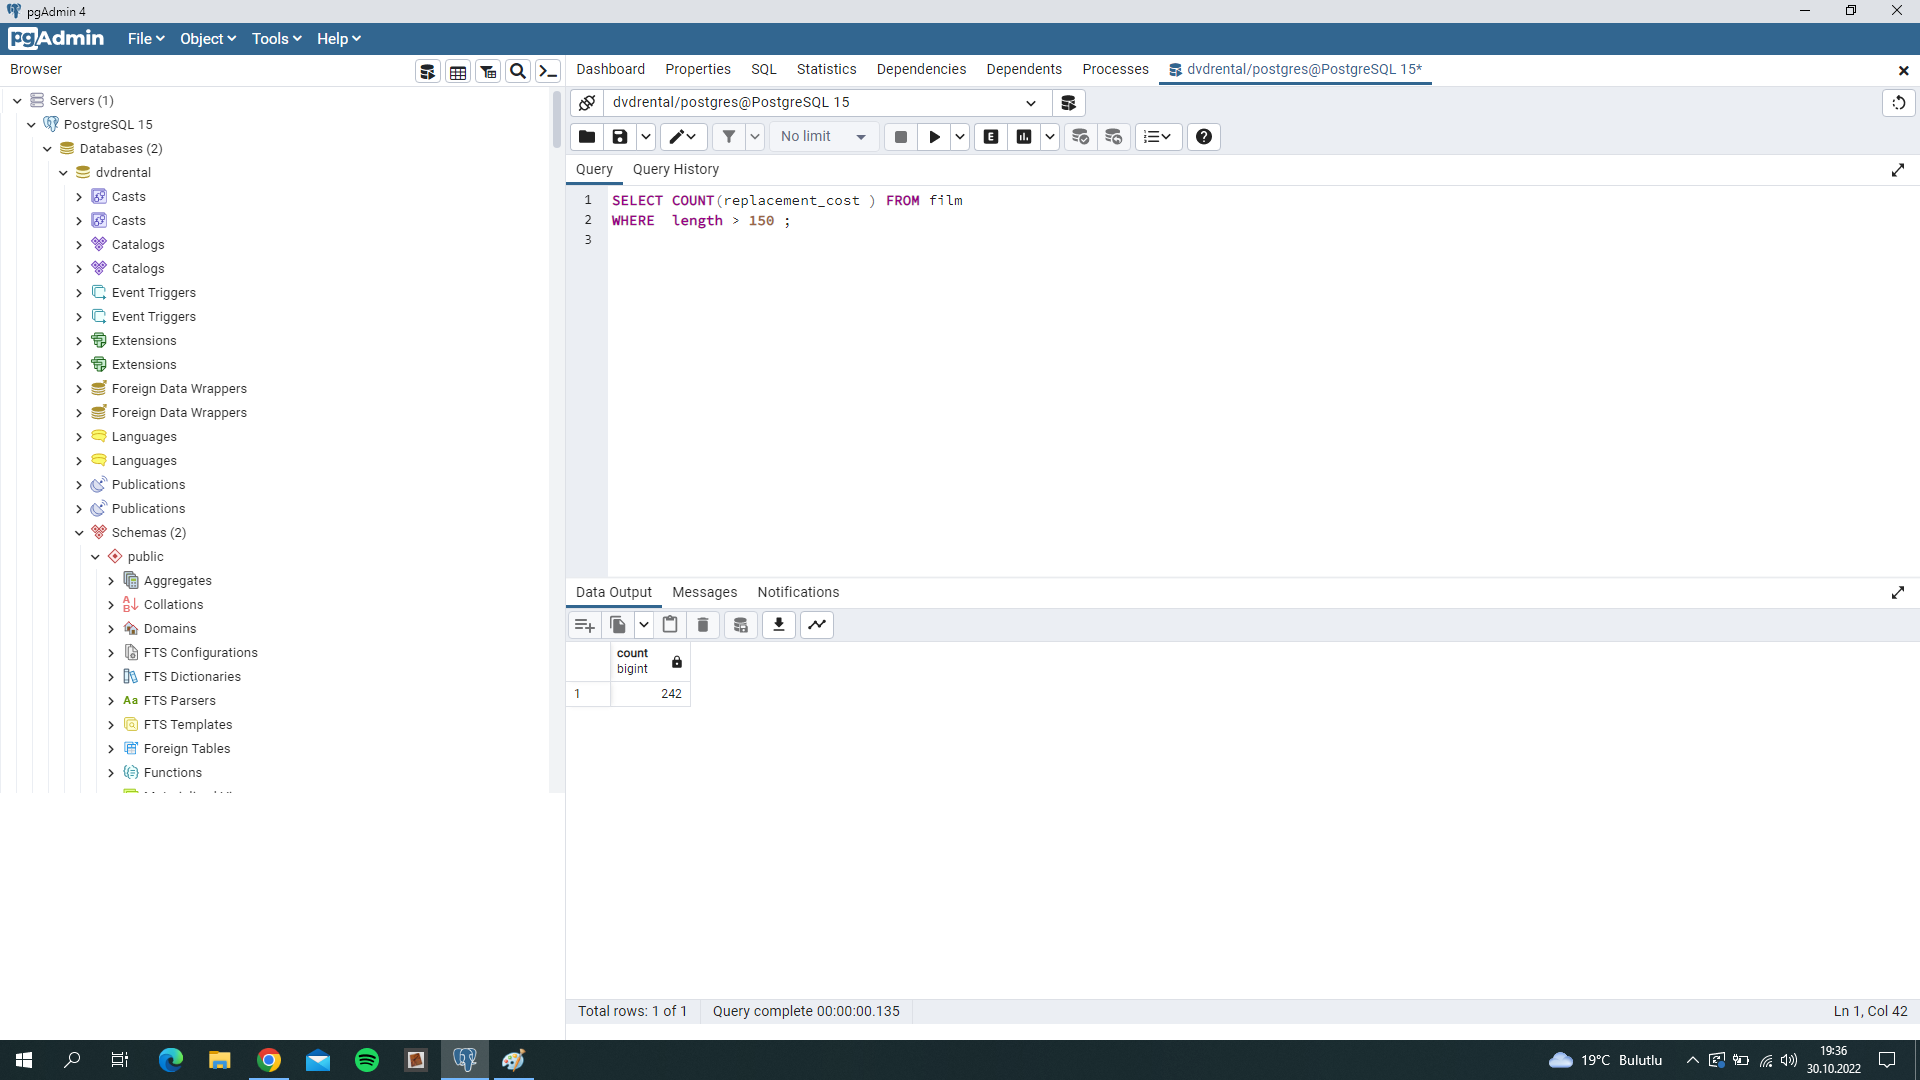 pgAdmin 4
pgAdmin File Object Tools Help
Browser
Dashboard Properties SQL Statistics Dependencies Dependents Processes dvdrental/postgres@PostgreSQL 15*
Servers (1)
PostgreSQL 15
Databases (2)
dvdrental
Casts
Casts
Catalogs
Catalogs
Event Triggers
Event Triggers
Extensions
Extensions
Foreign Data Wrappers
Foreign Data Wrappers
Languages
Languages
Publications
Publications
Schemas (2)
public
Aggregates
Collations
Domains
FTS Configurations
FTS Dictionaries
Aa FTS Parsers
FTS Templates
Foreign Tables
Functions
dvdrental/postgres@PostgreSQL 15
No limit
E
Query Query History
1 SELECT COUNT(replacement_cost ) FROM film
2 WHERE  length > 150 ;
3
Data Output Messages Notifications
count
bigint
1 242
Total rows: 1 of 1 Query complete 00:00:00.135 Ln 1, Col 42
19°C Bulutlu
19:36
30.10.2022